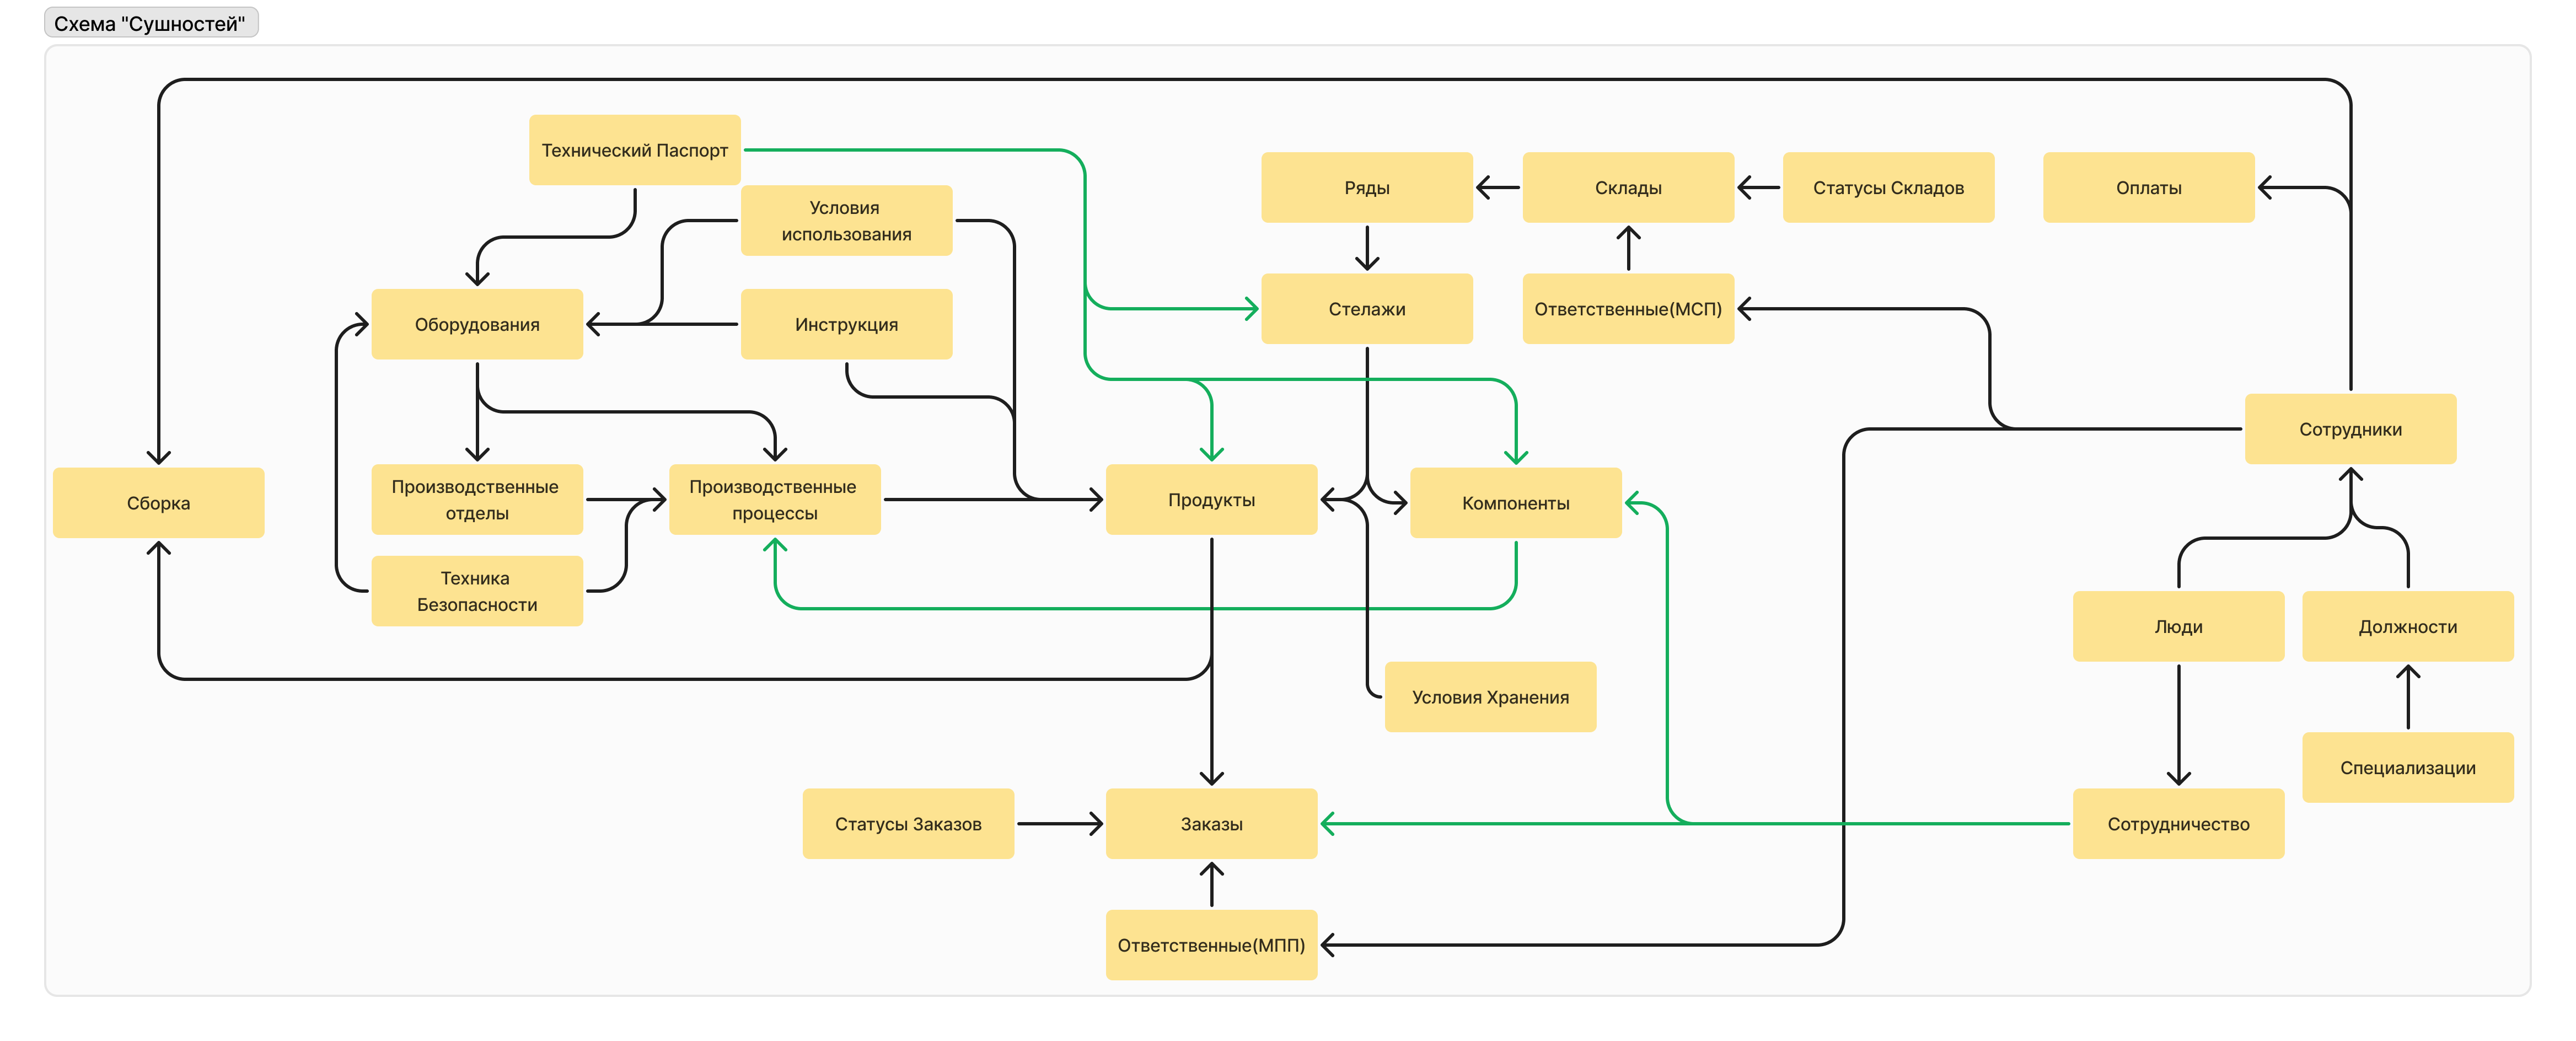 Схема "Сушностей"
Технический Паспорт
Условия
использования
Ряды
Склады
Статусы Складов
Оплаты
Оборудования
Инструкция
Стелажи
Ответственные(МСП)
Сотрудники
Сборка
Производственные
отделы
Производственные
процессы
Продукты
Компоненты
Техника
Безопасности
Люди
Должности
Условия Хранения
Специализации
Статусы Заказов
Заказы
Сотрудничество
Ответственные(МПП)